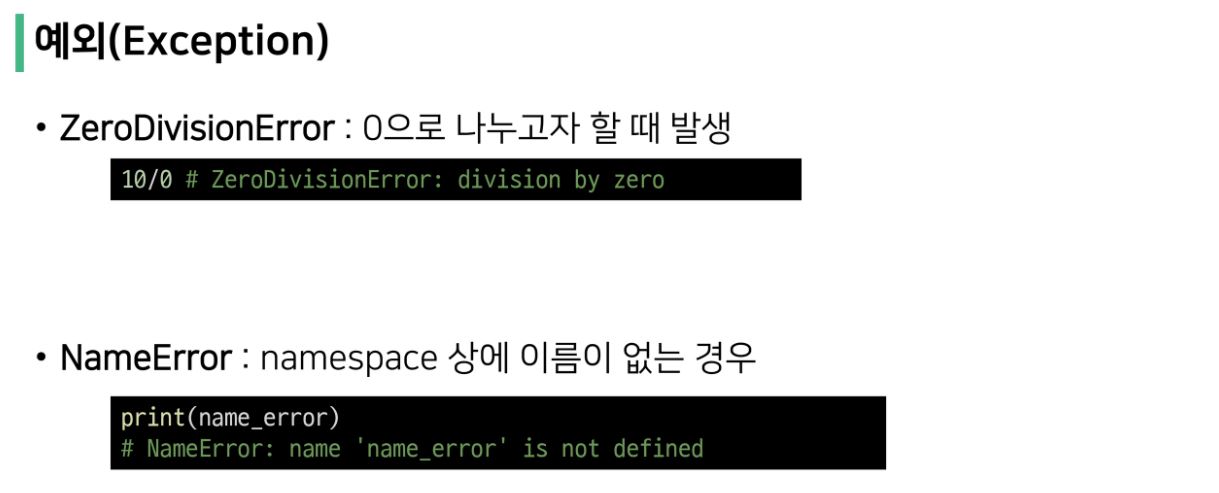 예외(Exception)
• ZeroDivisionError : 0으로 나누고자 할 때 발생
10/0 # ZeroDivisionError: division by zero
• NameError : namespace 상에 이름이 없는 경우
print(name_error)
# NameError: name 'name_error' is not defined